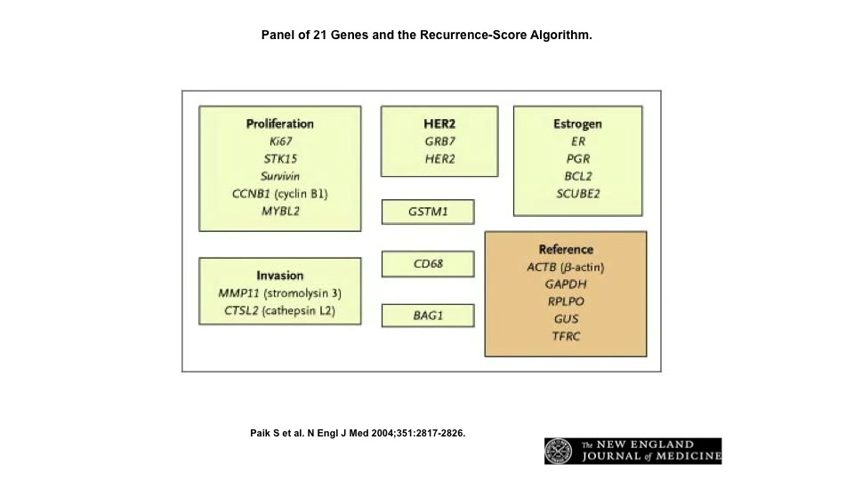 Panel of 21 Genes and the Recurrence-Score Algorithm.
Proliferation
Ki67
STK15
Survivin
CCNB1 (cyclin B1)
MYBL2
HER2
GRB7
HER2
Estrogen
ER
PGR
BCL2
SCUBE2
GSTM1
Invasion
MMP11 (stromolysin 3)
CTSL2 (cathepsin L2)
CD68
BAG1
Reference
ACTB (β-actin)
GAPDH
RPLPO
GUS
TFRC
Paik S et al. N Engl J Med 2004;351:2817-2826.
The NEW ENGLAND
JOURNAL of MEDICINE